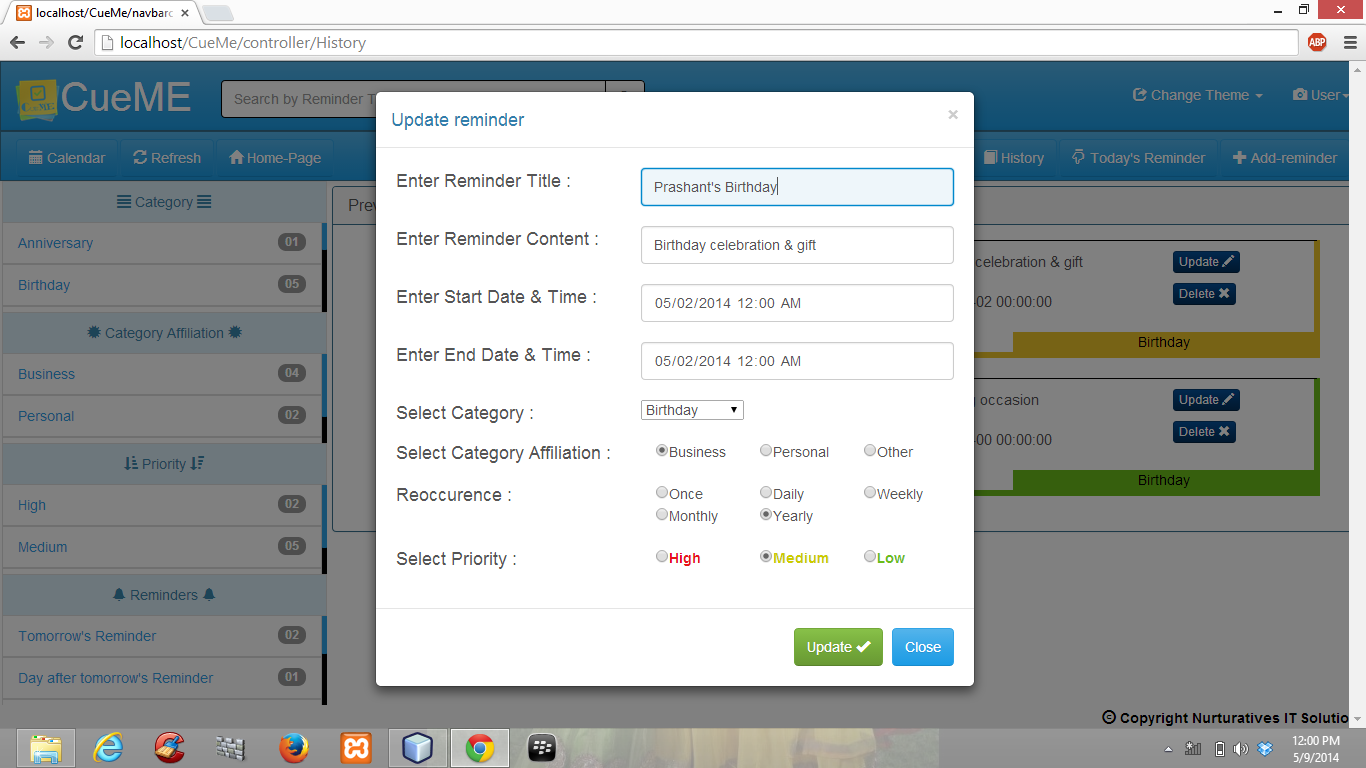 localhost/CueMe/navbarc
localhost/CueMe/controller/History
ABP
CueME
Search by Reminder T
Change Theme
User
Calendar
Refresh
Home-Page
History
Today's Reminder
Add-reminder
Category
Anniversary 01
Birthday 05
Category Affiliation
Business 04
Personal 02
Priority
High 02
Medium 05
Reminders
Tomorrow's Reminder 02
Day after tomorrow's Reminder 01
Prev
Update reminder ×
Enter Reminder Title : Prashant's Birthday
Enter Reminder Content : Birthday celebration & gift
Enter Start Date & Time : 05/02/2014 12:00 AM
Enter End Date & Time : 05/02/2014 12:00 AM
Select Category : Birthday
Select Category Affiliation : Business Personal Other
Reoccurence : Once Daily Weekly
Monthly Yearly
Select Priority : High Medium Low
Update Close
celebration & gift
Update
Delete
-02 00:00:00
Birthday
occasion
Update
Delete
-00 00:00:00
Birthday
© Copyright Nurturatives IT Solutio
12:00 PM
5/9/2014